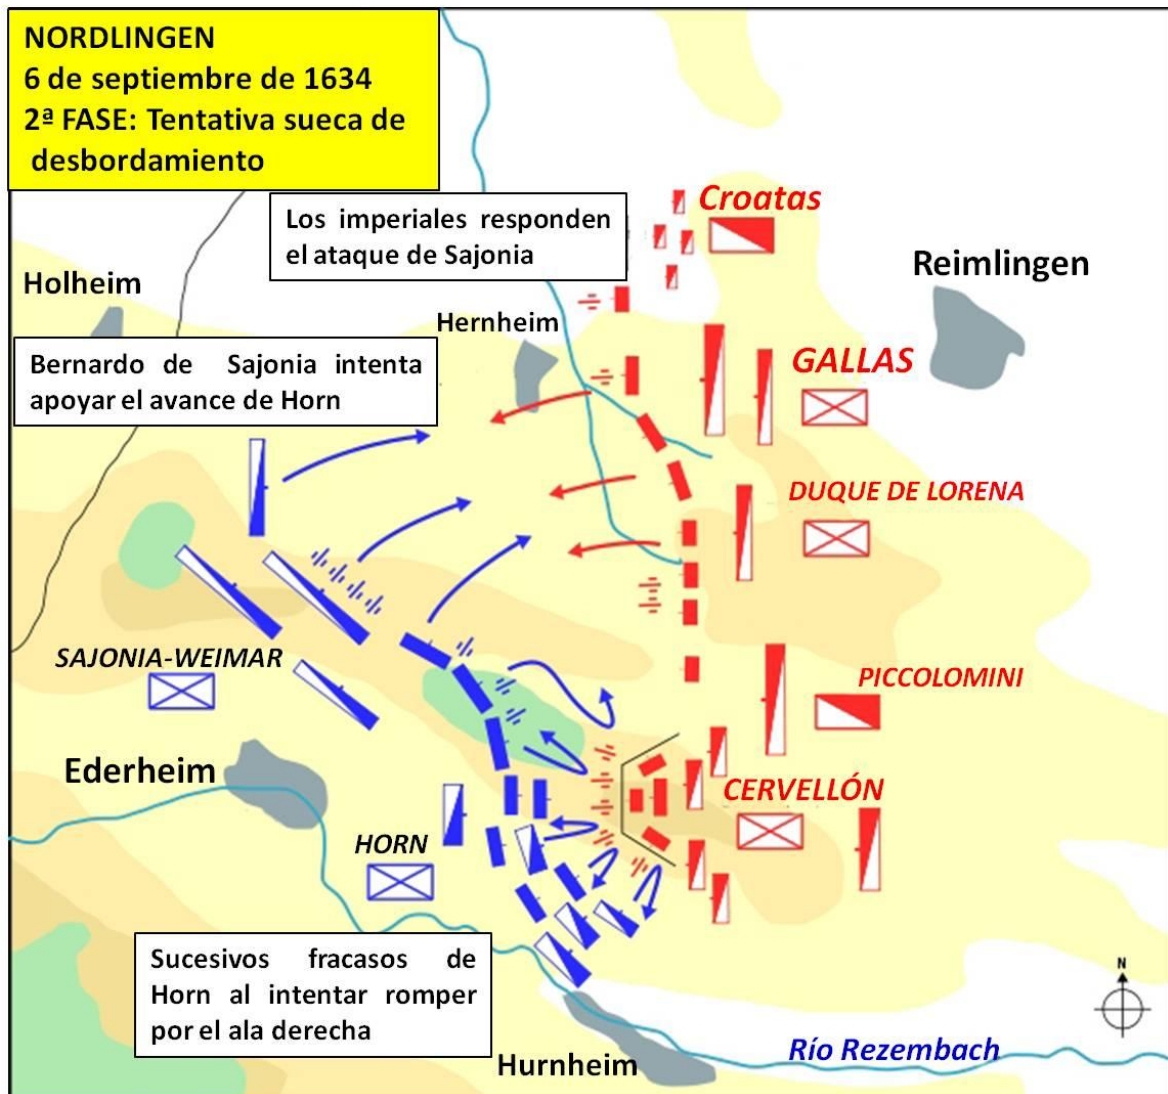 NORDLINGEN
6 de septiembre de 1634
2ª FASE: Tentativa sueca de
desbordamiento
Los imperiales responden
el ataque de Sajonia
Croatas
Reimlingen
Holheim
Hernheim
Bernardo de Sajonia intenta
apoyar el avance de Horn
GALLAS
DUQUE DE LORENA
SAJONIA-WEIMAR
PICCOLOMINI
Ederheim
CERVELLÓN
HORN
Sucesivos fracasos de
Horn al intentar romper
por el ala derecha
N
Río Rezembach
Hurnheim